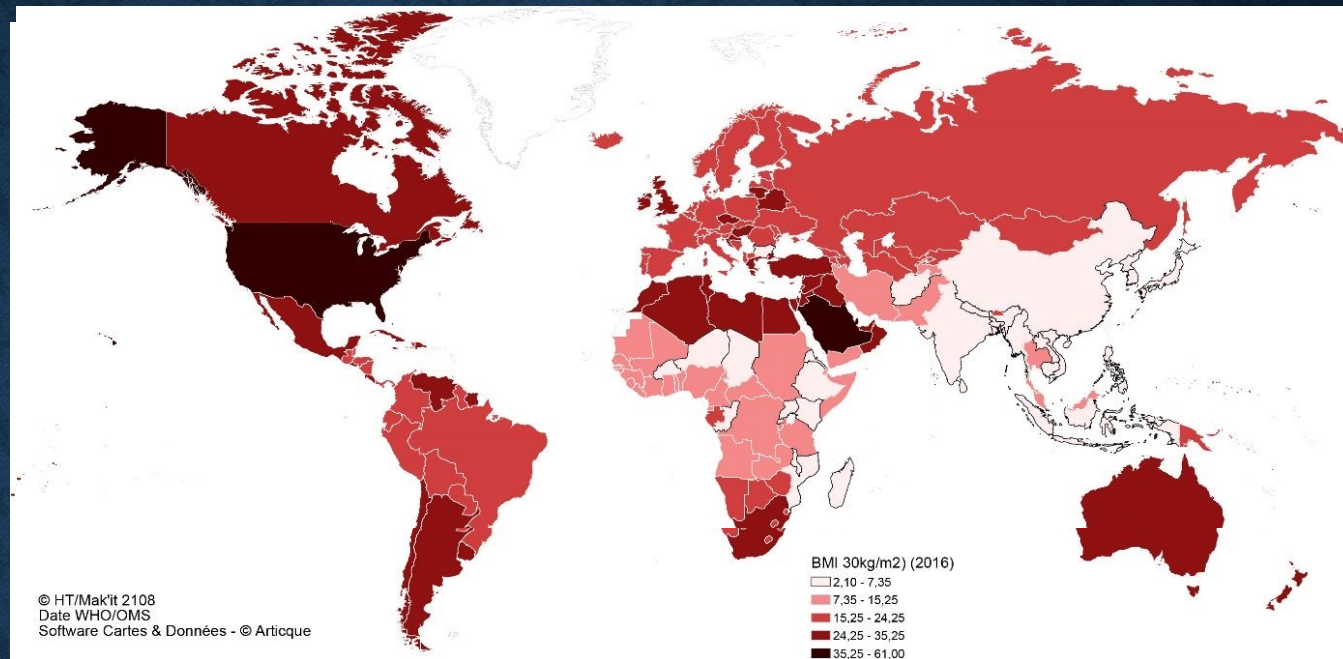 BMI 30kg/m2) (2016)
2,10 - 7,35
7,35 - 15,25
15,25 - 24,25
24,25 - 35,25
35,25 - 61,00
© HT/Mak'it 2108
Date WHO/OMS
Software Cartes & Données - © Articque